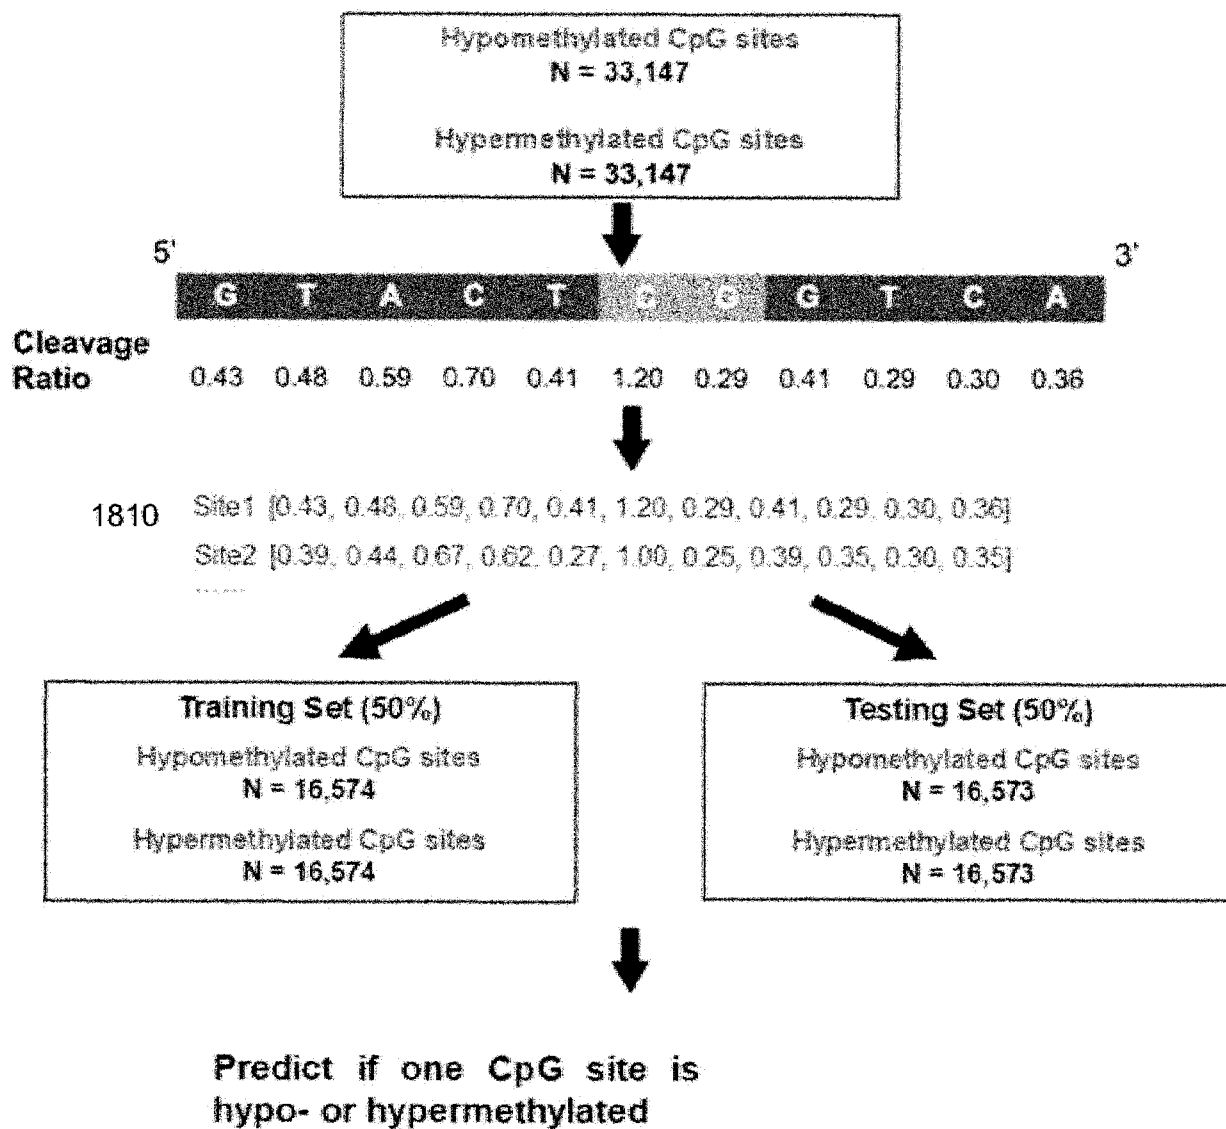 Hypomethylated CpG sites
N = 33,147
Hypermethylated CpG sites
N = 33,147
5' 3'
G T A C T C G G T C A
Cleavage
Ratio 0.43 0.48 0.59 0.70 0.41 1.20 0.29 0.41 0.29 0.30 0.36
1810 Site1 [0.43, 0.48, 0.59, 0.70, 0.41, 1.20, 0.29, 0.41, 0.29, 0.30, 0.36]
Site2 [0.39, 0.44, 0.67, 0.62, 0.27, 1.00, 0.25, 0.39, 0.35, 0.30, 0.35]
......
Training Set (50%)
Hypomethylated CpG sites
N = 16,574
Hypermethylated CpG sites
N = 16,574
Testing Set (50%)
Hypomethylated CpG sites
N = 16,573
Hypermethylated CpG sites
N = 16,573
Predict if one CpG site is
hypo- or hypermethylated